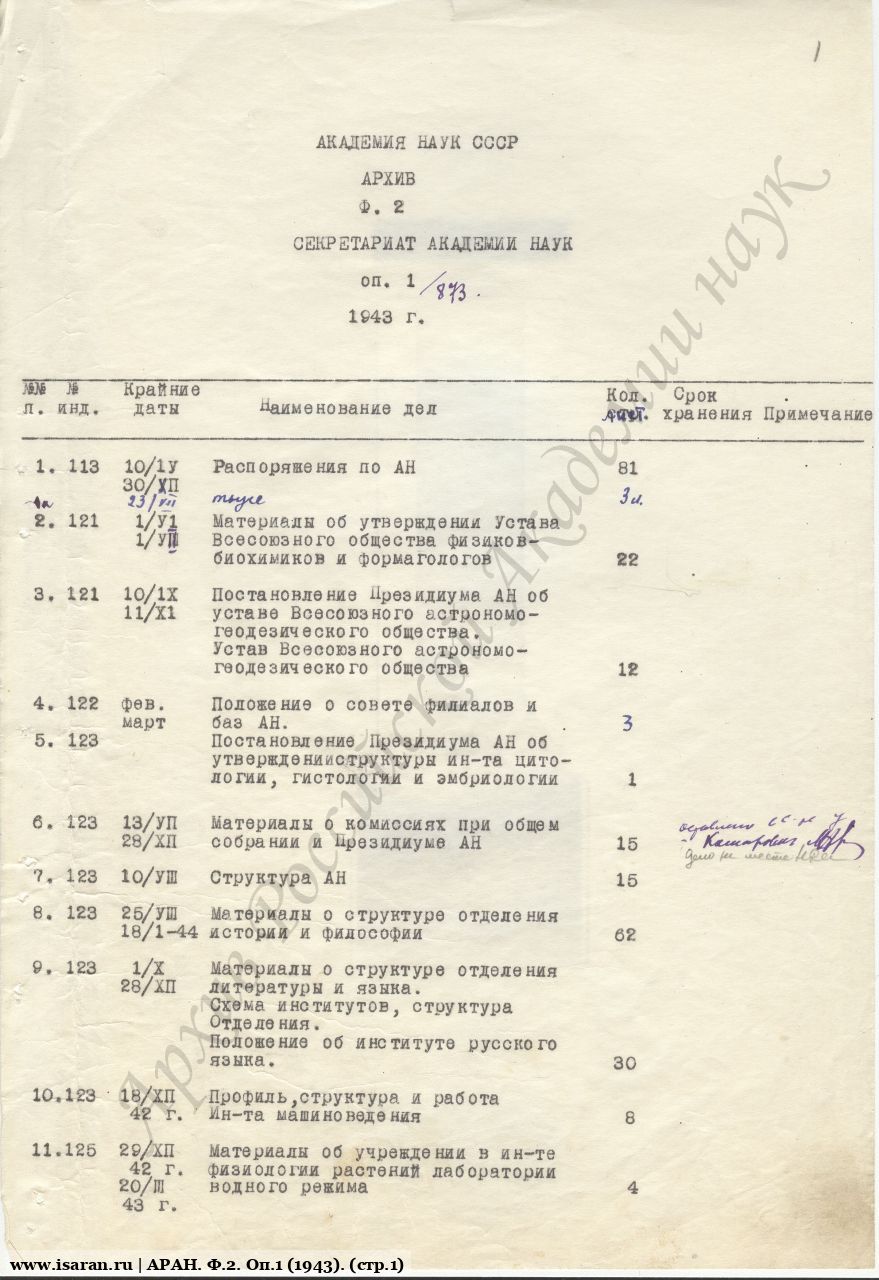 1
АКАДЕМИЯ НАУК СССР
АРХИВ
Ф. 2
СЕКРЕТАРИАТ АКАДЕМИИ НАУК
оп. 1/873.
1943 г.
№№ № Крайние Кол. Срок
п. инд. даты Наименование дел лист. хранения Примечание
1. 113 10/1У Распоряжения по АН 81
30/ХП
1а 23/VII тоже 3 л.
2. 121 1/У1 Материалы об утверждении Устава
1/УШ Всесоюзного общества физиков-
биохимиков и формагологов 22
3. 121 10/1Х Постановление Президиума АН об
11/Х1 уставе Всесоюзного астрономо-
геодезического общества.
Устав Всесоюзного астрономо-
геодезического общества 12
4. 122 фев. Положение о совете филиалов и
март баз АН. 3
5. 123 Постановление Президиума АН об
утвержденииструктуры ин-та цито-
логии, гистологии и эмбриологии 1
6. 123 13/УП Материалы о комиссиях при общем
28/ХП собрании и Президиуме АН 15
Дело на месте
7. 123 10/УШ Структура АН 15
8. 123 25/УШ Материалы о структуре отделения
18/1-44 истории и философии 62
9. 123 1/Х Материалы о структуре отделения
28/ХП литературы и языка.
Схема институтов, структура
Отделения.
Положение об институте русского
языка. 30
10.123 18/ХП Профиль,структура и работа
42 г. Ин-та машиноведения 8
11.125 29/ХП Материалы об учреждении в ин-те
42 г. физиологии растений лаборатории
20/Ш водного режима 4
43 г.
Архив Российской Академии наук
www.isaran.ru | АРАН. Ф.2. Оп.1 (1943). (стр.1)